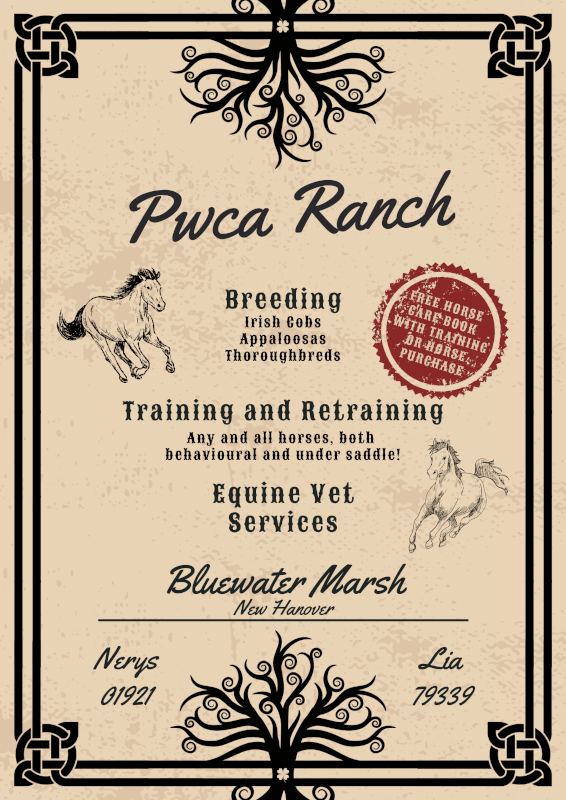 Pwca Ranch
Breeding
Irish Cobs
Appaloosas
Thoroughbreds
FREE HORSE
CARE BOOK
WITH TRAINING
OR HORSE
PURCHASE
Training and Retraining
Any and all horses, both
behavioural and under saddle!
Equine Vet
Services
Bluewater Marsh
New Hanover
Nerys
01921
Lia
79339